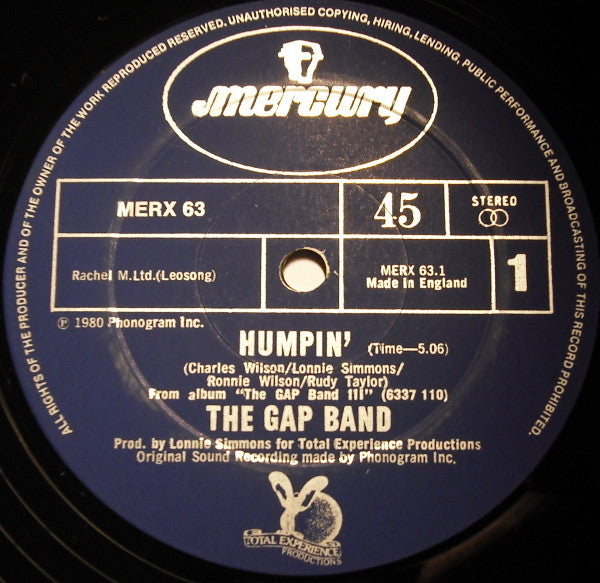 ALL RIGHTS OF THE PRODUCER AND OF THE OWNER OF THE WORK REPRODUCED RESERVED. UNAUTHORISED COPYING, HIRING, LENDING, PUBLIC PERFORMANCE AND BROADCASTING OF THIS RECORD PROHIBITED.
mercury
MERX 63
45
STEREO
Rachel M.Ltd.(Leosong)
MERX 63.1
Made in England
1
℗ 1980 Phonogram Inc.
HUMPIN' (Time—5.06)
(Charles Wilson/Lonnie Simmons/
Ronnie Wilson/Rudy Taylor)
From album "The GAP Band III" (6337 110)
THE GAP BAND
Prod. by Lonnie Simmons for Total Experience Productions
Original Sound Recording made by Phonogram Inc.
TOTAL EXPERIENCE
PRODUCTIONS